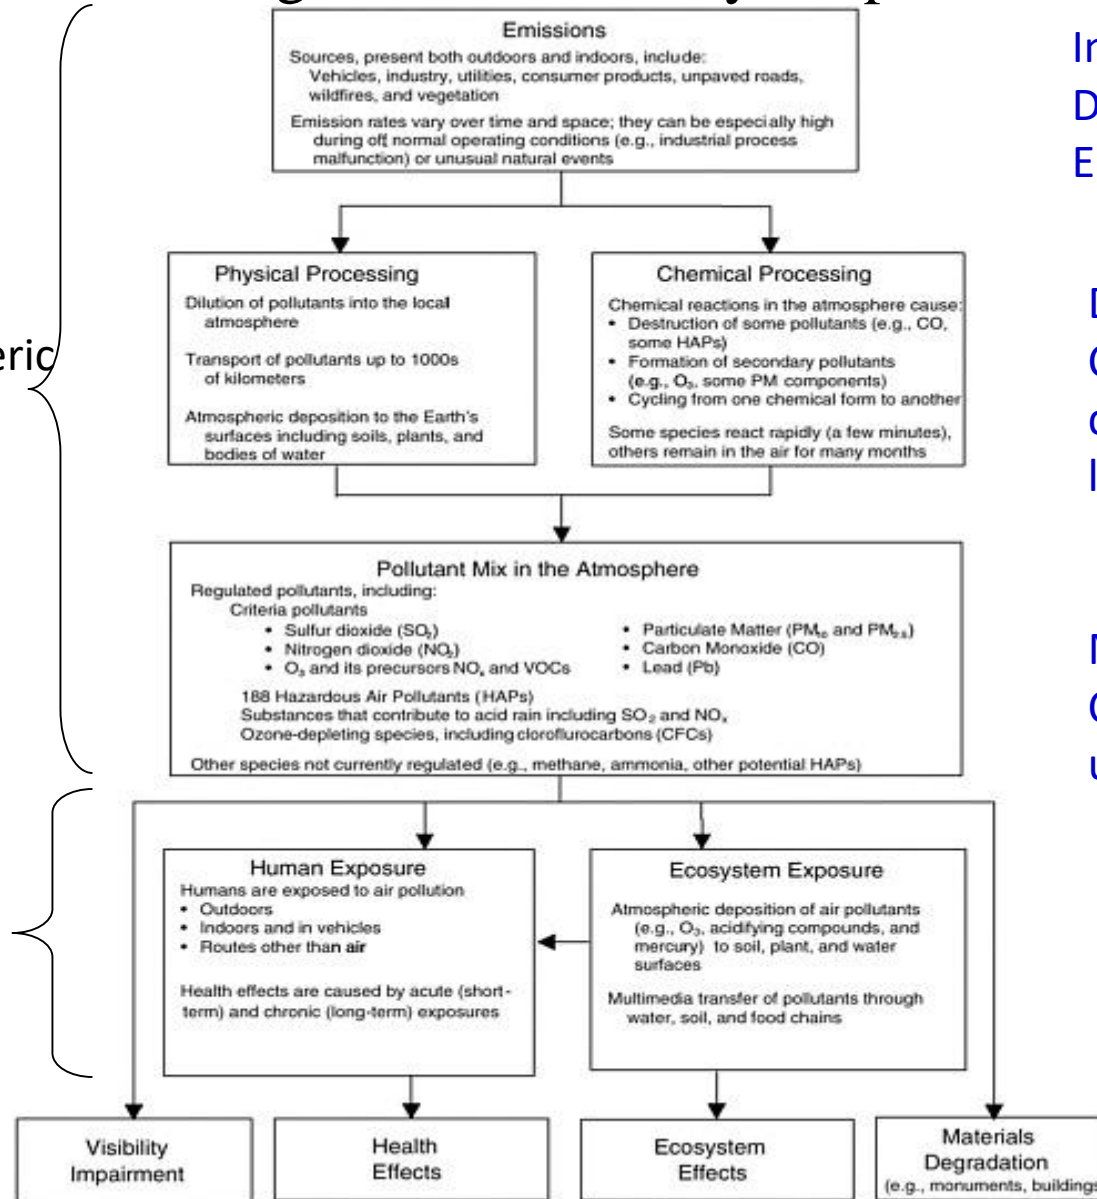 Emissions
Sources, present both outdoors and indoors, include:
Vehicles, industry, utilities, consumer products, unpaved roads,
wildfires, and vegetation
Emission rates vary over time and space; they can be especially high
during off normal operating conditions (e.g., industrial process
malfunction) or unusual natural events
Physical Processing
Dilution of pollutants into the local
atmosphere
Transport of pollutants up to 1000s
of kilometers
Atmospheric deposition to the Earth's
surfaces including soils, plants, and
bodies of water
Chemical Processing
Chemical reactions in the atmosphere cause:
• Destruction of some pollutants (e.g., CO,
some HAPs)
• Formation of secondary pollutants
(e.g., O₃, some PM components)
• Cycling from one chemical form to another
Some species react rapidly (a few minutes),
others remain in the air for many months
eric
Pollutant Mix in the Atmosphere
Regulated pollutants, including:
Criteria pollutants
• Sulfur dioxide (SO₂)
• Nitrogen dioxide (NO₂)
• O₃ and its precursors NOₓ and VOCs
• Particulate Matter (PM₁₀ and PM₂.₅)
• Carbon Monoxide (CO)
• Lead (Pb)
188 Hazardous Air Pollutants (HAPs)
Substances that contribute to acid rain including SO₂ and NOₓ
Ozone-depleting species, including cloroflurocarbons (CFCs)
Other species not currently regulated (e.g., methane, ammonia, other potential HAPs)
Human Exposure
Humans are exposed to air pollution
• Outdoors
• Indoors and in vehicles
• Routes other than air
Health effects are caused by acute (short-
term) and chronic (long-term) exposures
Ecosystem Exposure
Atmospheric deposition of air pollutants
(e.g., O₃, acidifying compounds, and
mercury) to soil, plant, and water
surfaces
Multimedia transfer of pollutants through
water, soil, and food chains
Visibility
Impairment
Health
Effects
Ecosystem
Effects
Materials
Degradation
(e.g., monuments, buildings